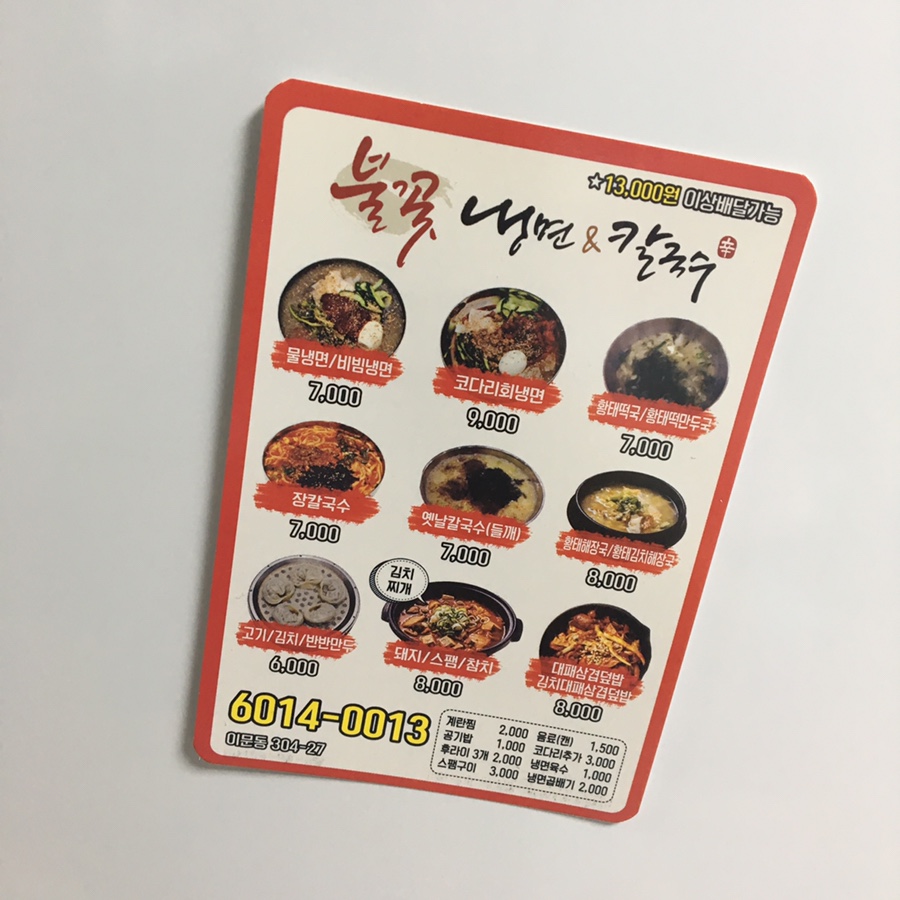 ★13,000원 이상배달가능
불꽃 냉면 & 칼국수 辛
물냉면/비빔냉면
7,000
코다리회냉면
9,000
황태떡국/황태떡만두국
7,000
장칼국수
7,000
옛날칼국수(들깨)
7,000
황태해장국/황태김치해장국
8,000
고기/김치/반반만두
6,000
김치
찌개
돼지/스팸/참치
8,000
대패삼겹덮밥
김치대패삼겹덮밥
8,000
6014-0013
이문동 304-27
계란찜 2,000
공기밥 1,000
후라이 3개 2,000
스팸구이 3,000
음료(캔) 1,500
코다리추가 3,000
냉면육수 1,000
냉면곱배기 2,000